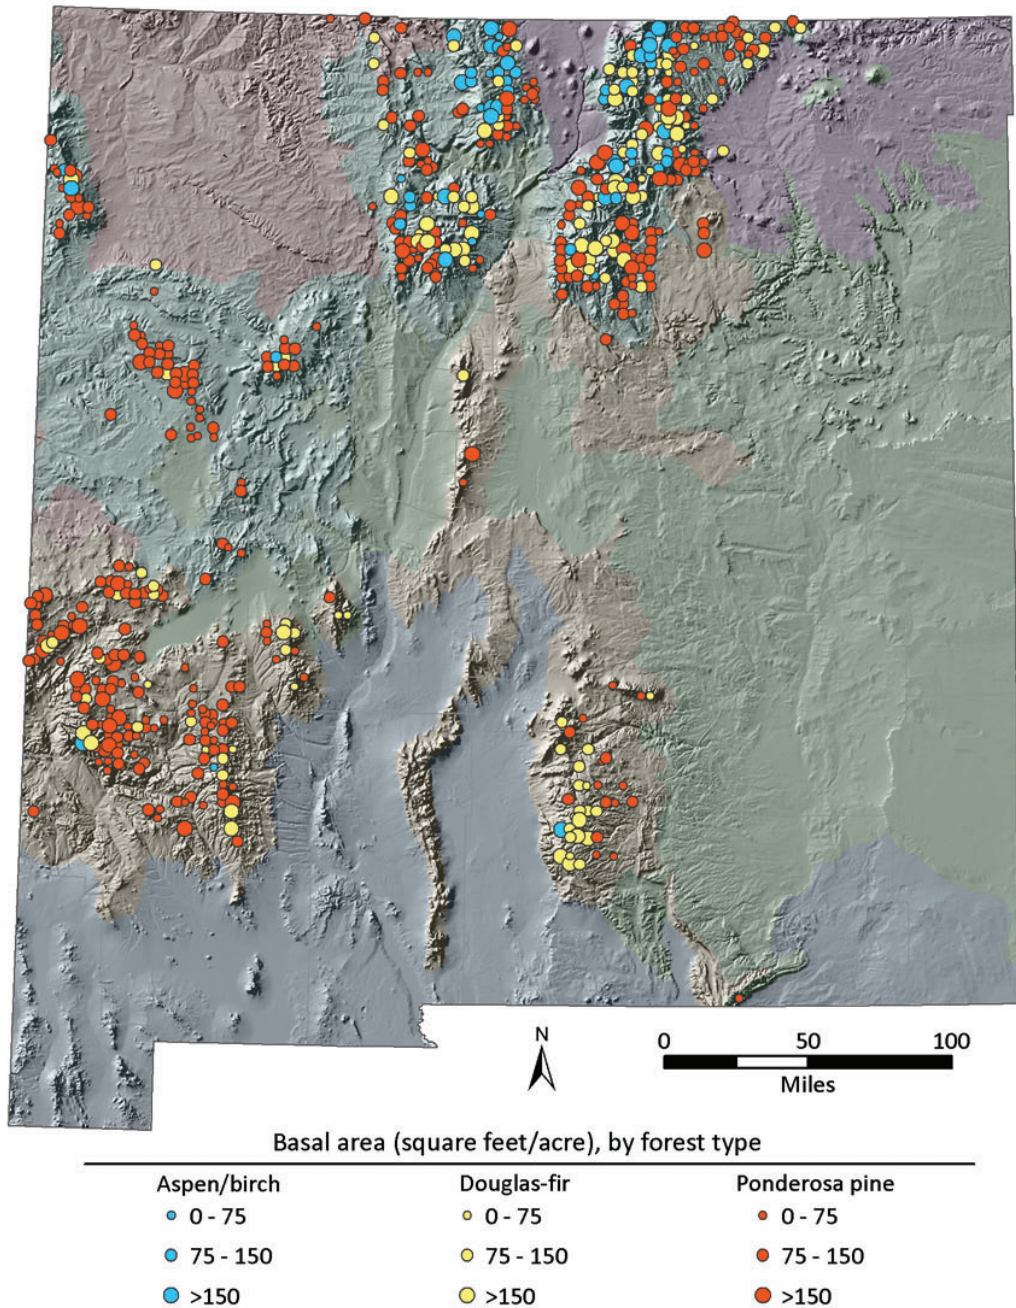 N
0 50 100
Miles
Basal area (square feet/acre), by forest type
Aspen/birch Douglas-fir Ponderosa pine
0 - 75 0 - 75 0 - 75
75 - 150 75 - 150 75 - 150
>150 >150 >150